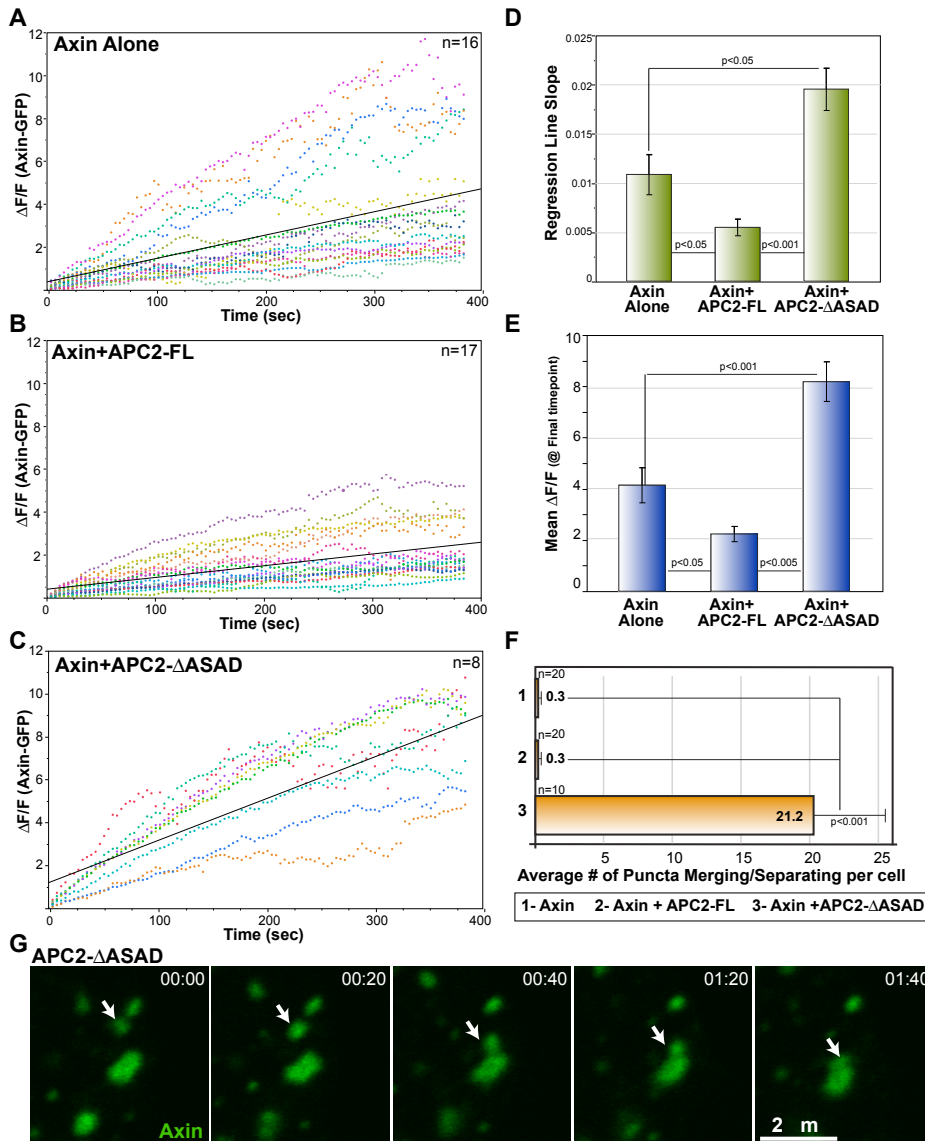 A
Axin Alone
n=16
12
10
8
6
4
2
ΔF/F (Axin-GFP)
100 200 300 400
Time (sec)
B
Axin+APC2-FL
n=17
12
10
8
6
4
2
ΔF/F (Axin-GFP)
100 200 300 400
Time (sec)
C
Axin+APC2-ΔASAD
n=8
12
10
8
6
4
2
ΔF/F (Axin-GFP)
0 100 200 300 400
Time (sec)
D
0.025
0.02
0.015
0.01
0.005
0
Regression Line Slope
p<0.05
p<0.05 p<0.001
Axin Axin+ Axin+
Alone APC2-FL APC2-ΔASAD
E
10
8
6
4
2
0
Mean ΔF/F (@ Final timepoint)
p<0.001
p<0.05 p<0.005
Axin Axin+ Axin+
Alone APC2-FL APC2-ΔASAD
F
n=20
1 0.3
n=20
2 0.3
n=10
3 21.2 p<0.001
5 10 15 20 25
Average # of Puncta Merging/Separating per cell
1- Axin 2- Axin + APC2-FL 3- Axin +APC2-ΔASAD
G
APC2-ΔASAD
00:00 00:20 00:40 01:20 01:40
Axin
2 m